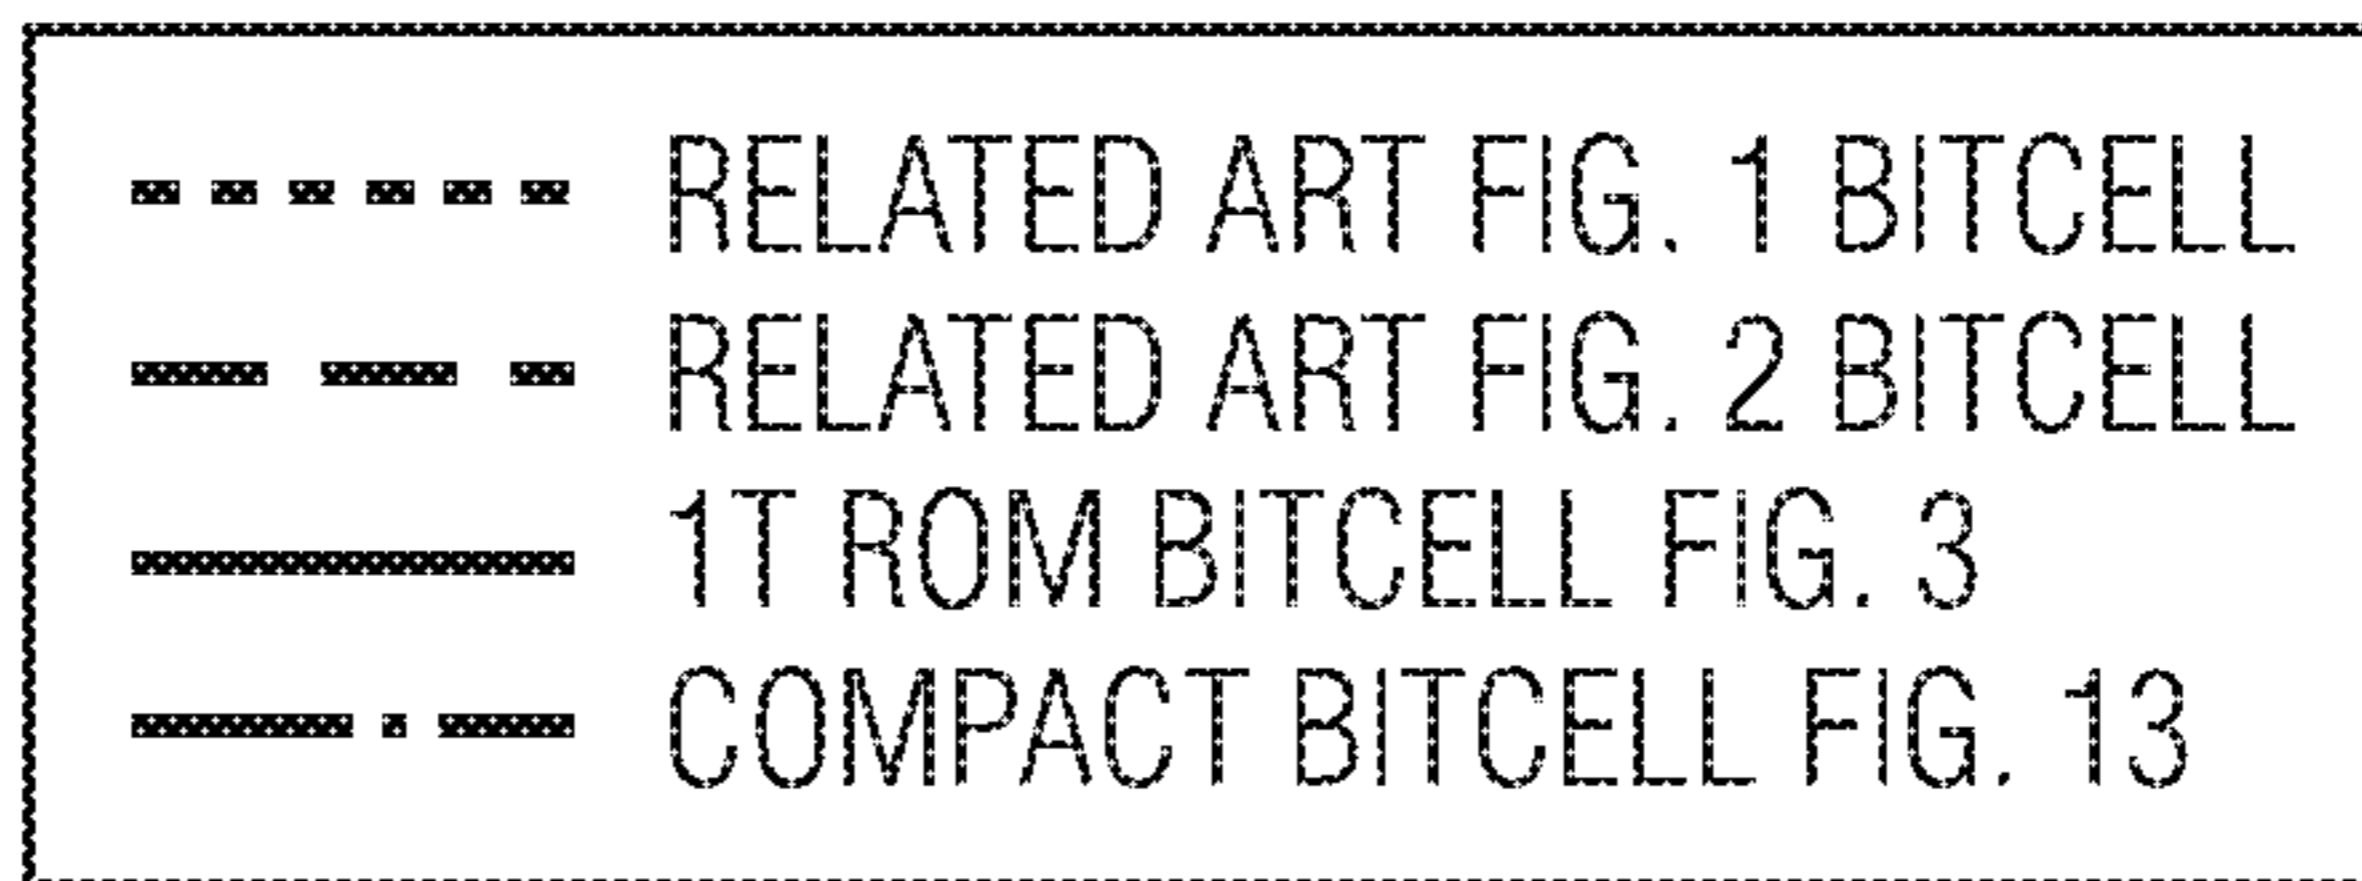 RELATED ART FIG. 1 BITCELL
RELATED ART FIG. 2 BITCELL
1T ROM BITCELL FIG. 3
COMPACT BITCELL FIG. 13